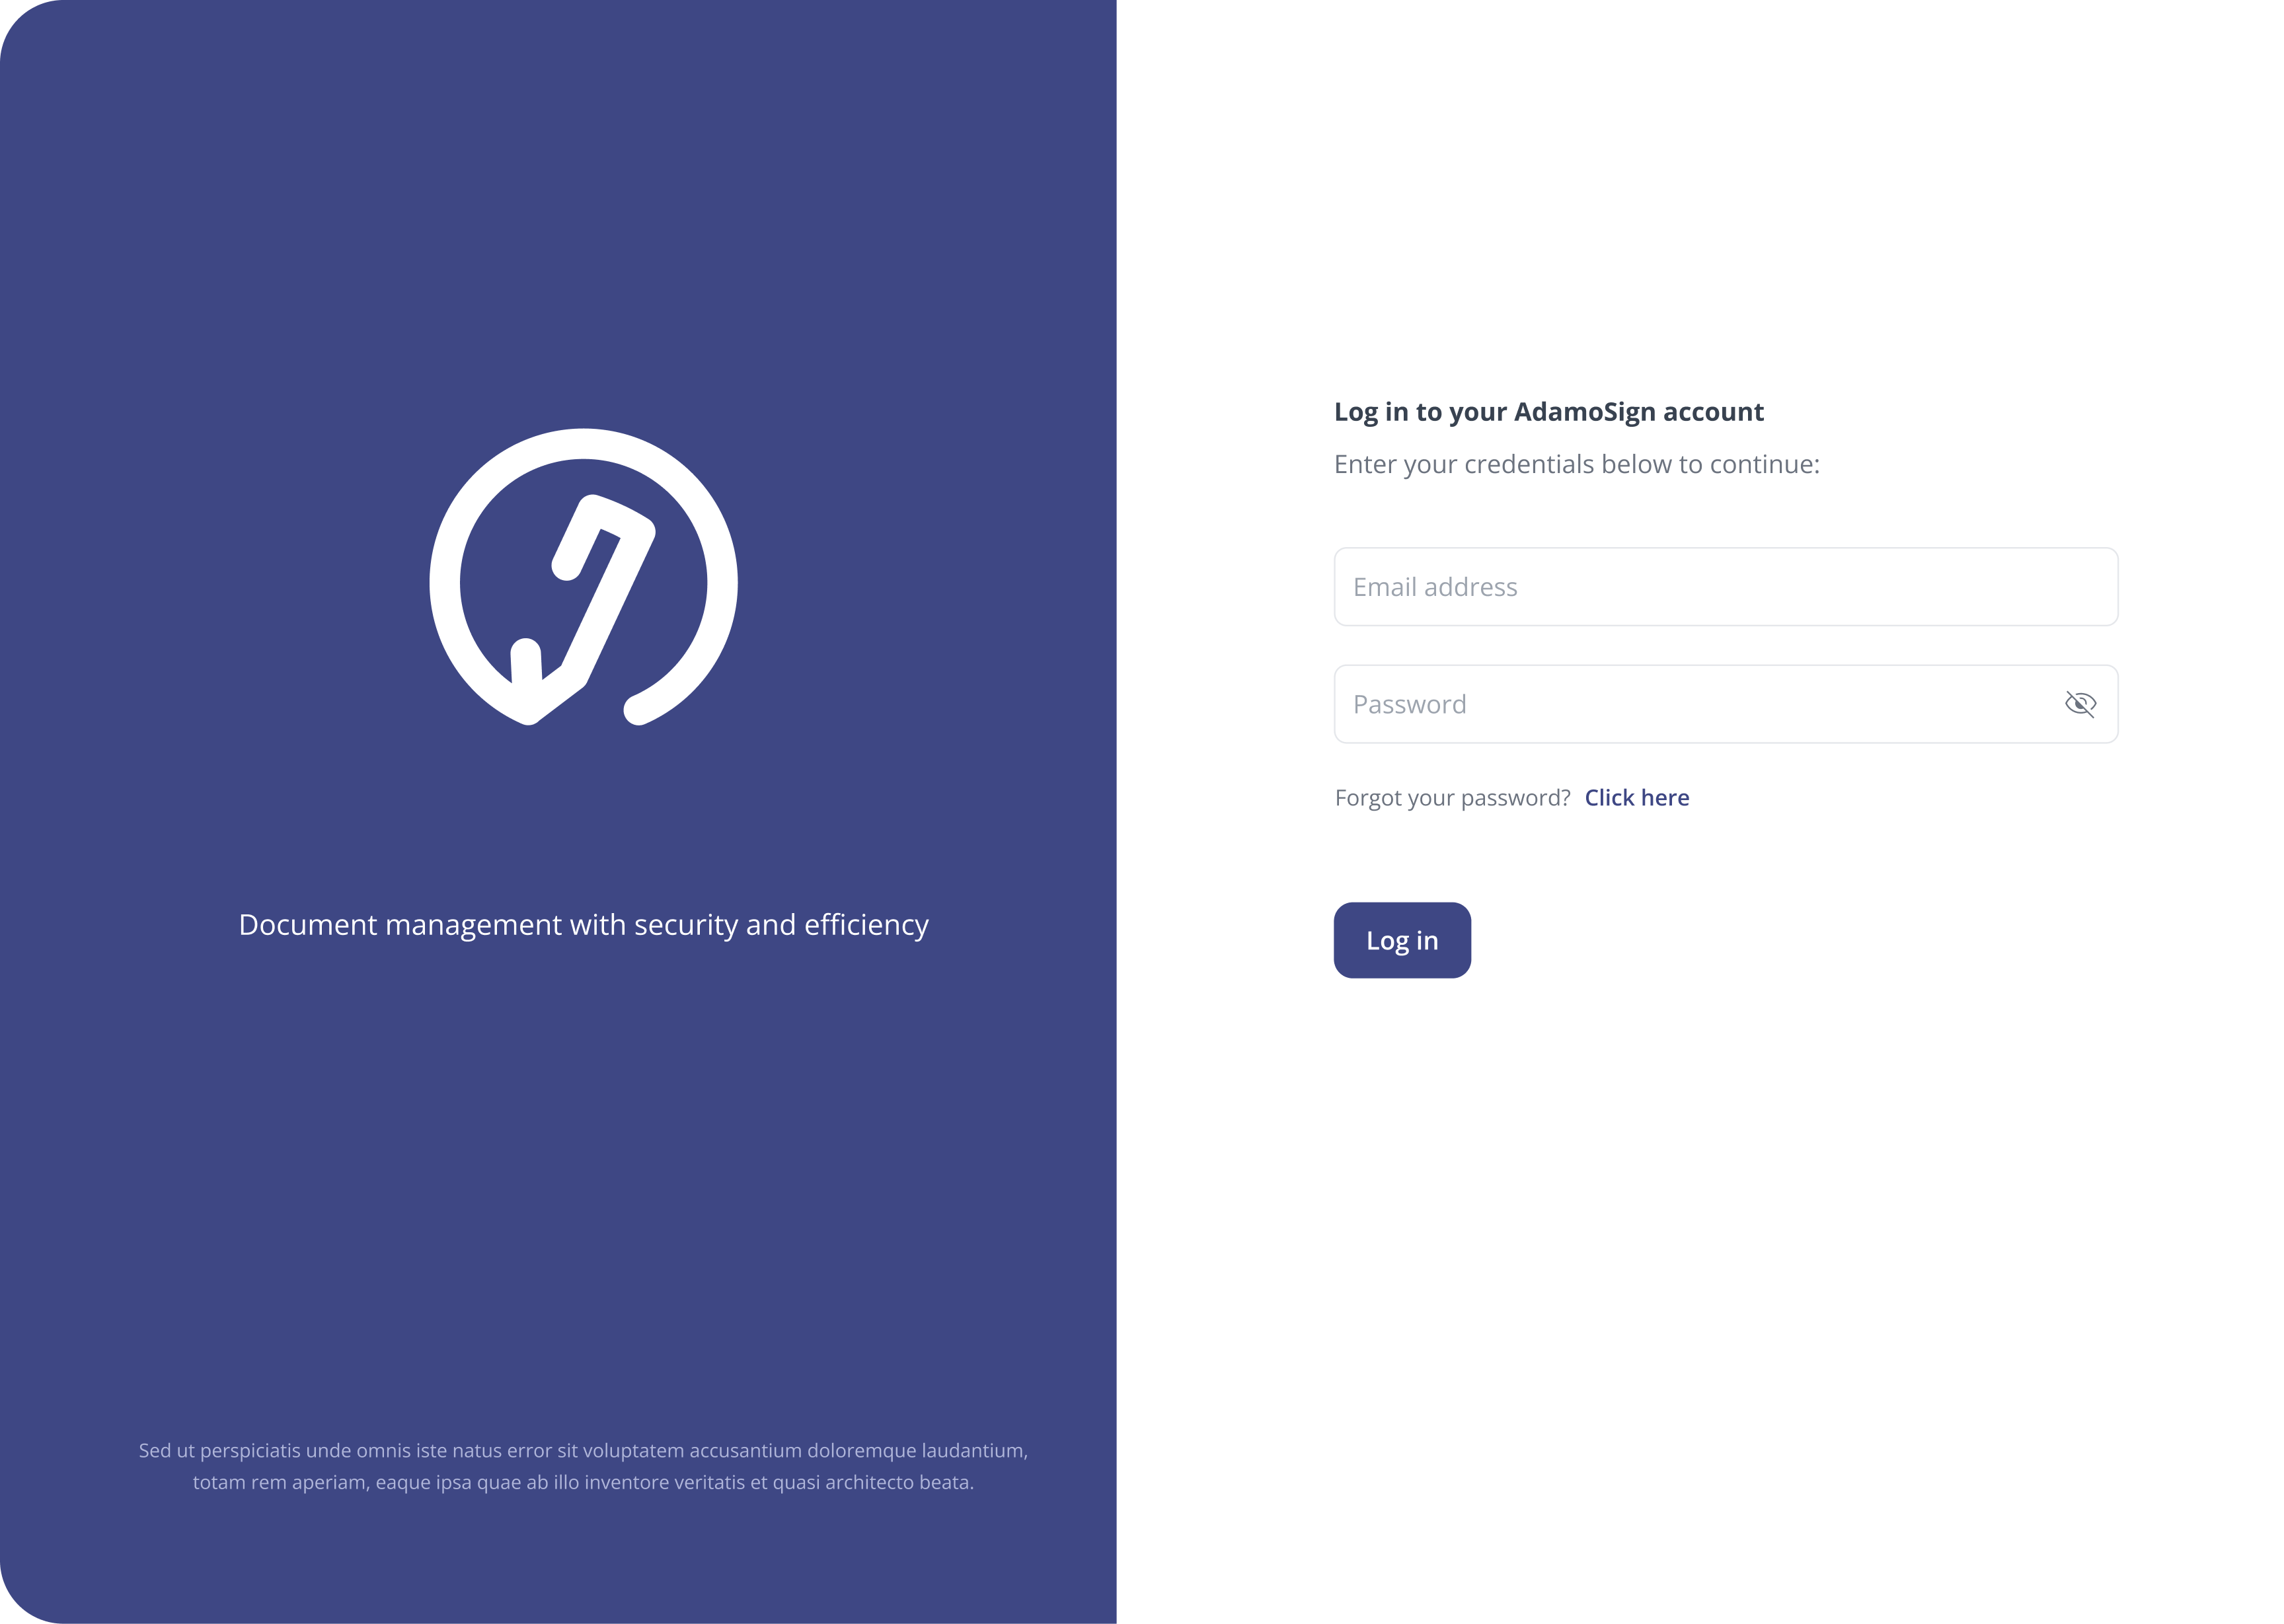 Document management with security and efficiency
Sed ut perspiciatis unde omnis iste natus error sit voluptatem accusantium doloremque laudantium,
totam rem aperiam, eaque ipsa quae ab illo inventore veritatis et quasi architecto beata.
Log in to your AdamoSign account
Enter your credentials below to continue:
Email address
Password
Forgot your password? Click here
Log in